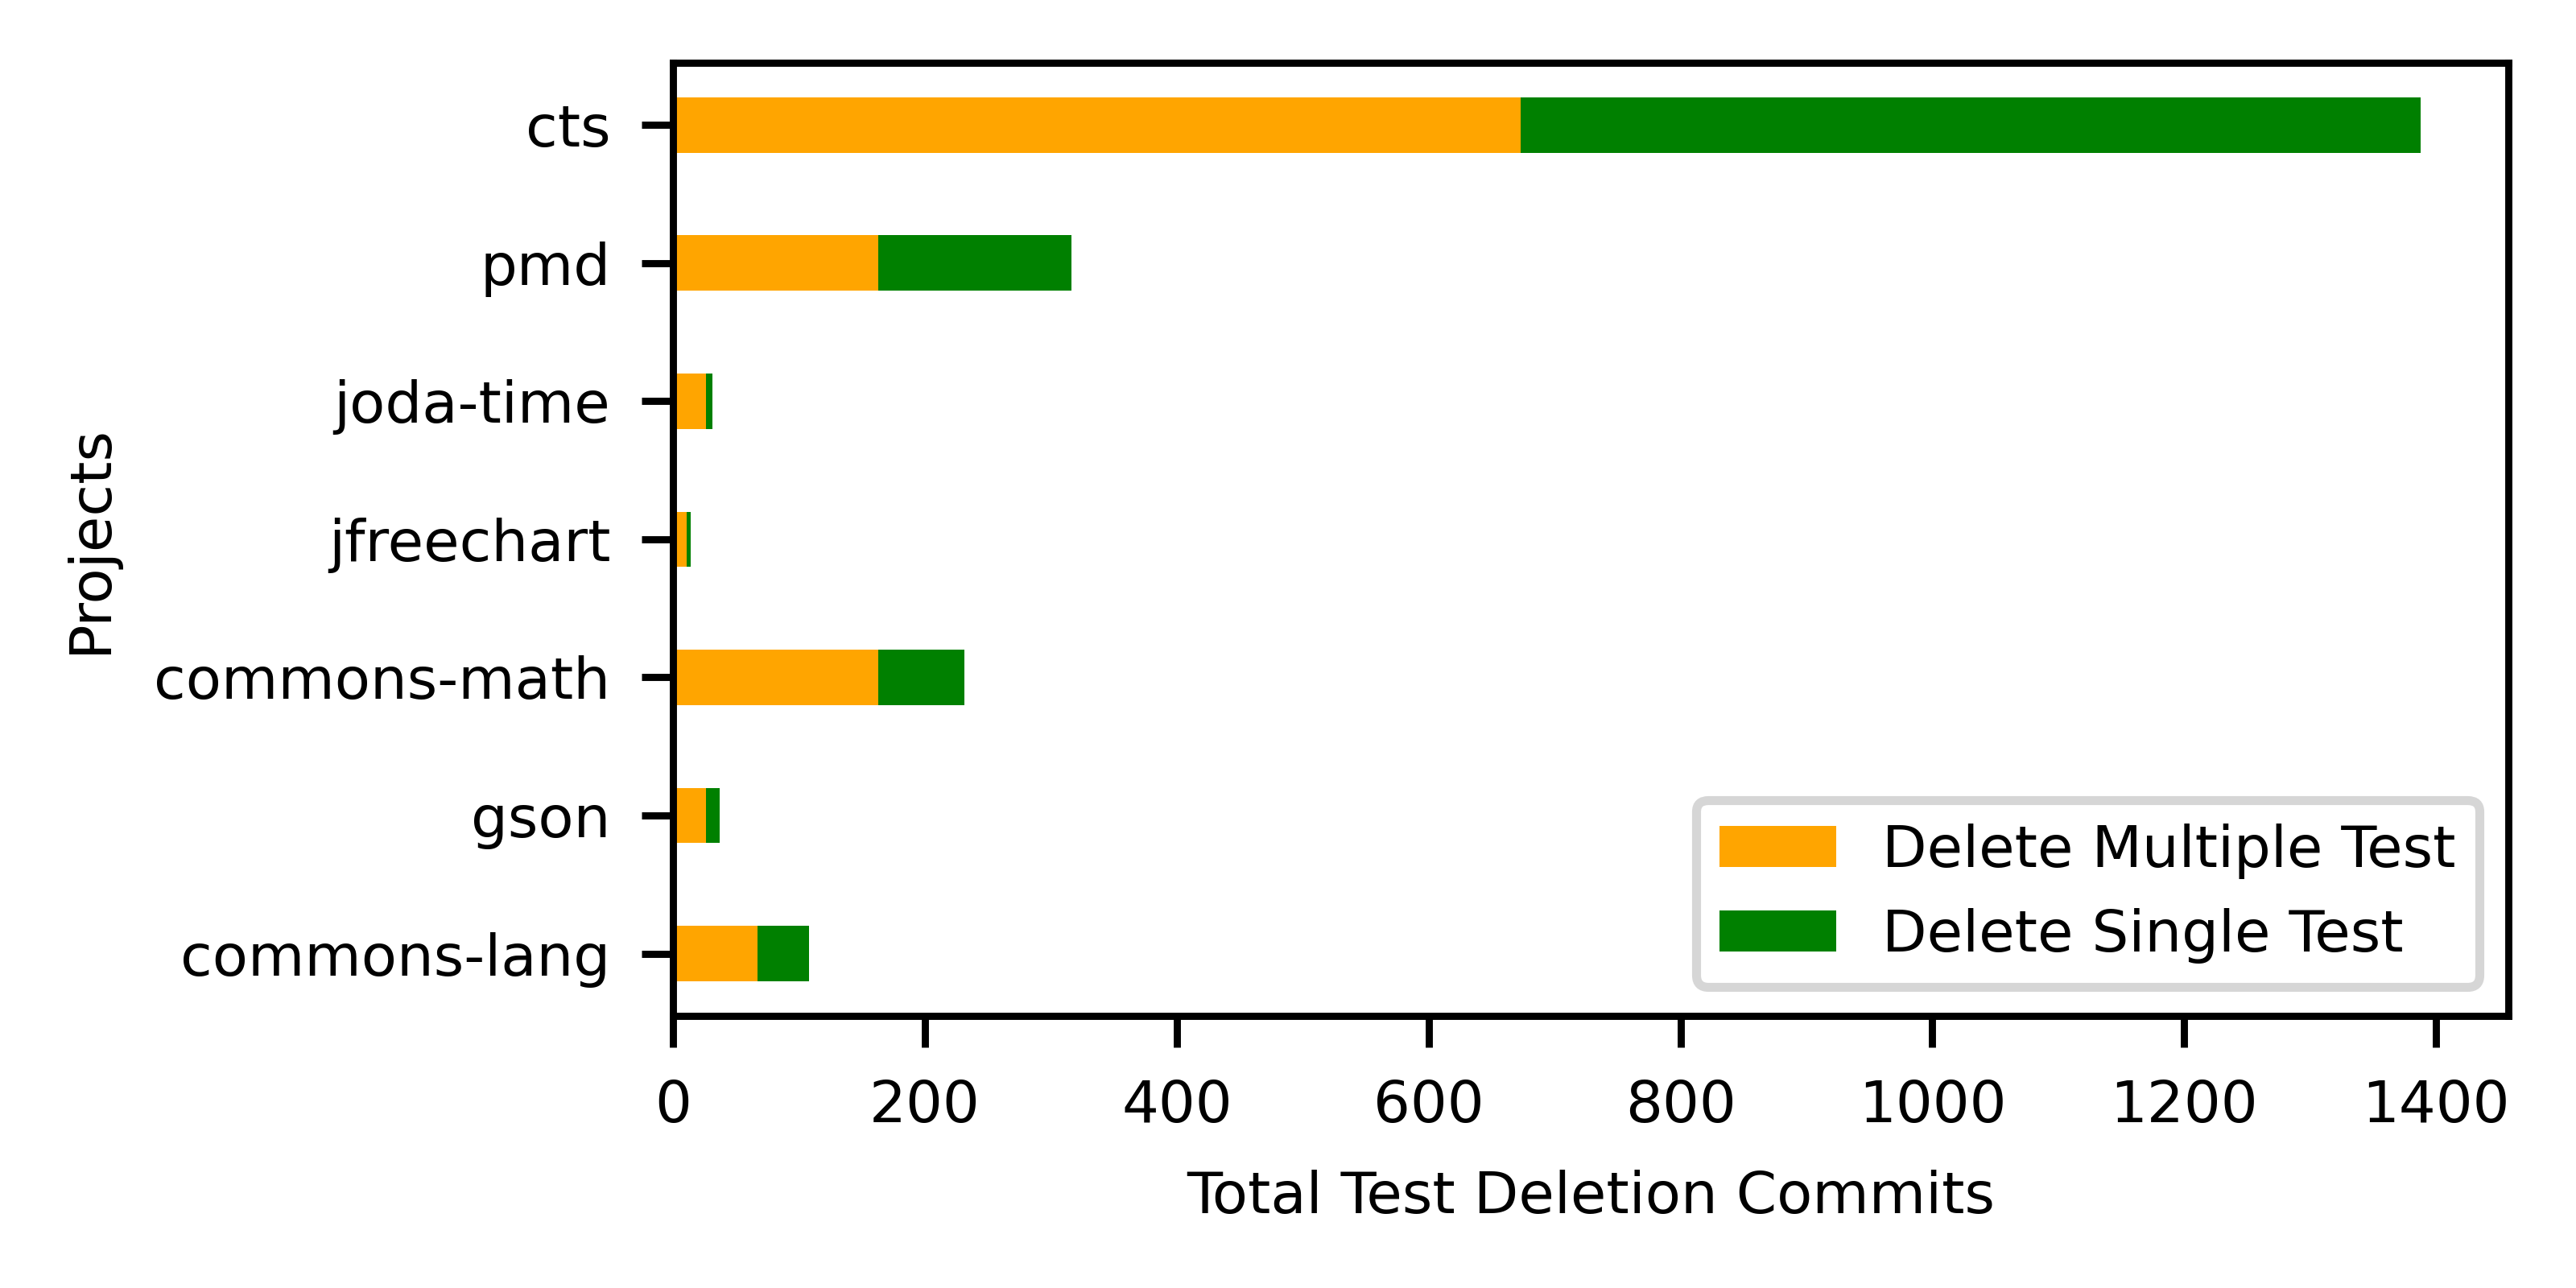 cts
pmd
joda-time
jfreechart
commons-math
gson
commons-lang
Projects
Delete Multiple Test
Delete Single Test
0 200 400 600 800 1000 1200 1400
Total Test Deletion Commits